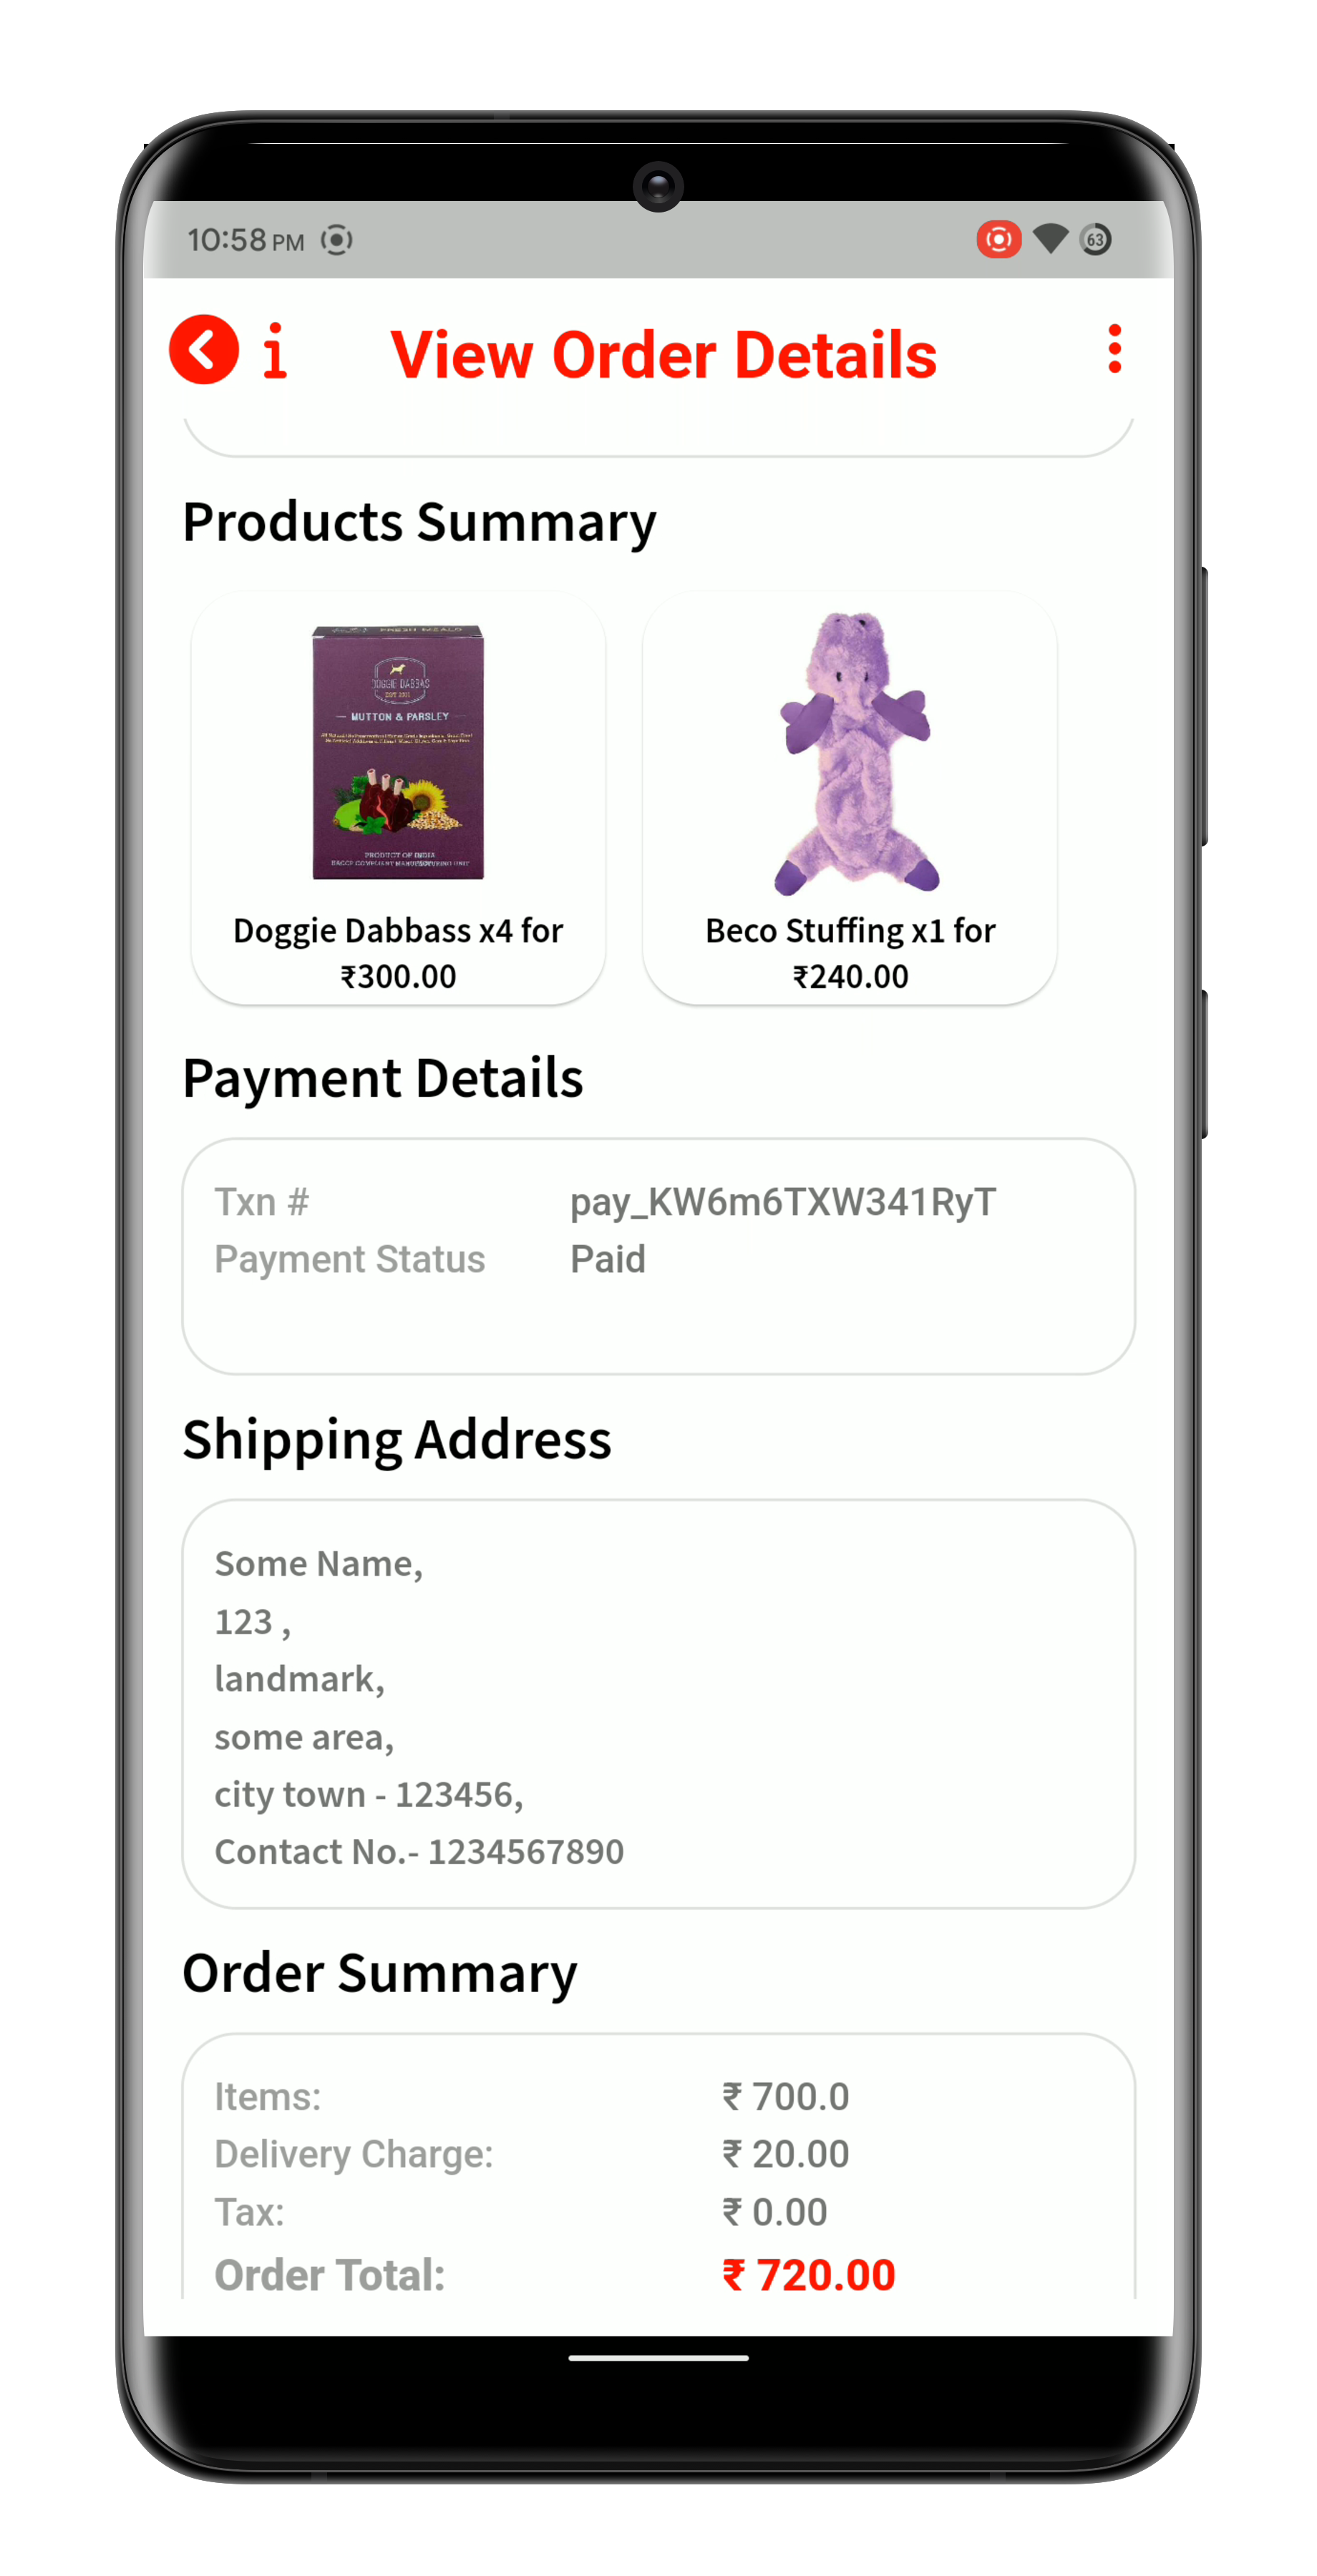 10:58 PM
63
i View Order Details
Products Summary
FRESH MEALS
DOGGIE DABBAS
MUTTON & PARSLEY
PRODUCT OF INDIA
Doggie Dabbass x4 for
₹300.00
Beco Stuffing x1 for
₹240.00
Payment Details
Txn # pay_KW6m6TXW341RyT
Payment Status Paid
Shipping Address
Some Name,
123 ,
landmark,
some area,
city town - 123456,
Contact No.- 1234567890
Order Summary
Items: ₹ 700.0
Delivery Charge: ₹ 20.00
Tax: ₹ 0.00
Order Total: ₹ 720.00